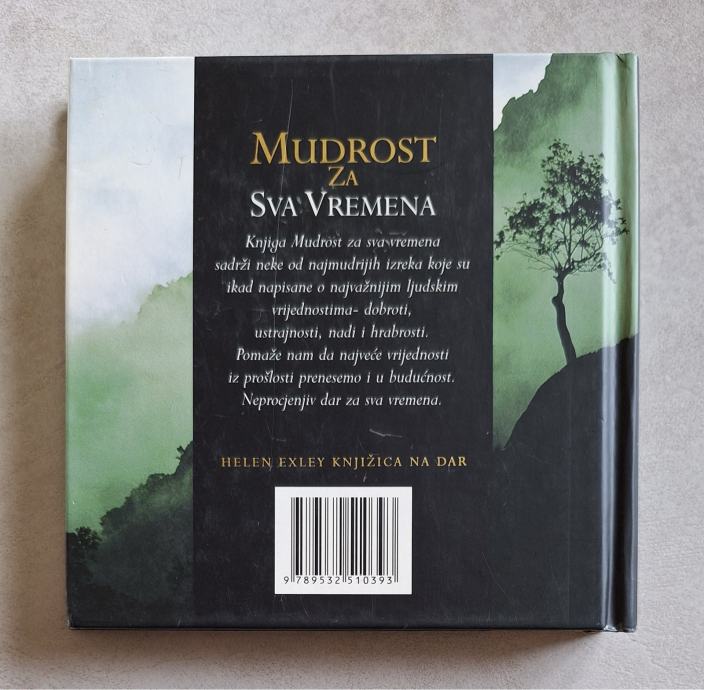 MUDROST
ZA
SVA VREMENA
Knjiga Mudrost za sva vremena
sadrži neke od najmudrijih izreka koje su
ikad napisane o najvažnijim ljudskim
vrijednostima- dobroti,
ustrajnosti, nadi i hrabrosti.
Pomaže nam da najveće vrijednosti
iz prošlosti prenesemo i u budućnost.
Neprocjenjiv dar za sva vremena.
HELEN EXLEY KNJIŽICA NA DAR
9 789532 510393